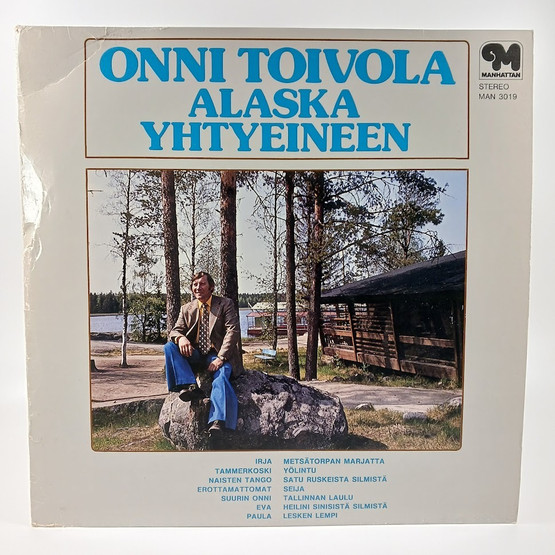 ONNI TOIVOLA
ALASKA
YHTYEINEEN
M
MANHATTAN
STEREO
MAN 3019
IRJA METSÄTORPAN MARJATTA
TAMMERKOSKI YÖLINTU
NAISTEN TANGO SATU RUSKEISTA SILMISTÄ
EROTTAMATTOMAT SEIJA
SUURIN ONNI TALLINNAN LAULU
EVA HEILINI SINISISTÄ SILMISTÄ
PAULA LESKEN LEMPI